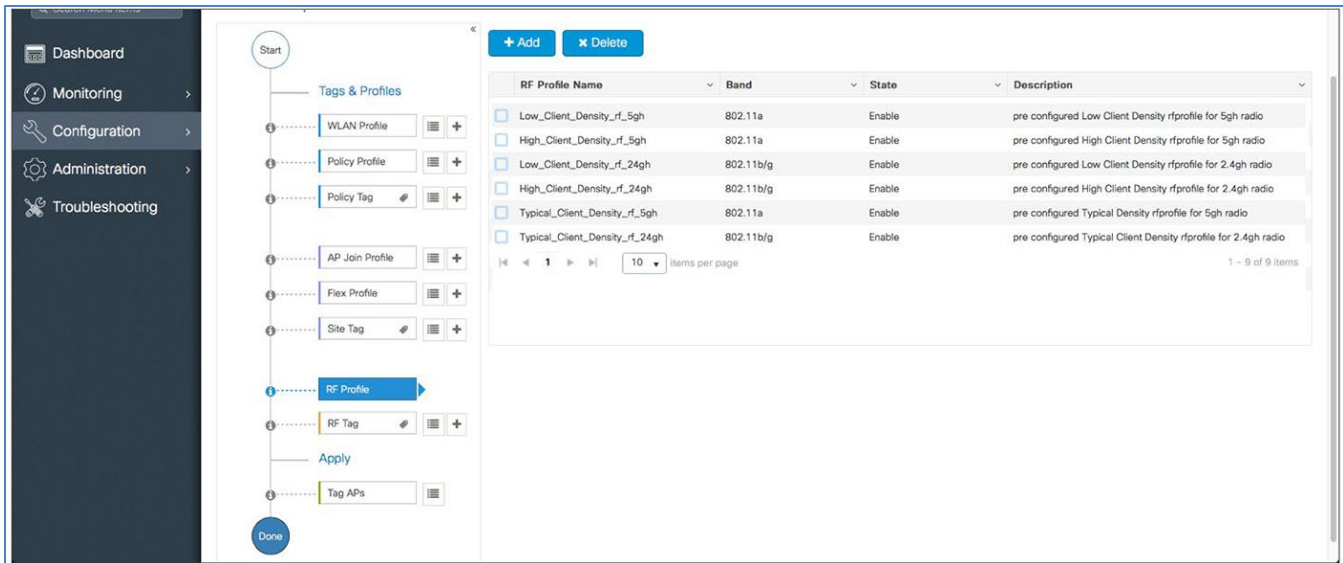 Search Menu Items
Dashboard
Monitoring
Configuration
Administration
Troubleshooting
Start
Tags & Profiles
WLAN Profile
Policy Profile
Policy Tag
AP Join Profile
Flex Profile
Site Tag
RF Profile
RF Tag
Apply
Tag APs
Done
+ Add
× Delete
RF Profile Name Band State Description
Low_Client_Density_rf_5gh 802.11a Enable pre configured Low Client Density rfprofile for 5gh radio
High_Client_Density_rf_5gh 802.11a Enable pre configured High Client Density rfprofile for 5gh radio
Low_Client_Density_rf_24gh 802.11b/g Enable pre configured Low Client Density rfprofile for 2.4gh radio
High_Client_Density_rf_24gh 802.11b/g Enable pre configured High Client Density rfprofile for 2.4gh radio
Typical_Client_Density_rf_5gh 802.11a Enable pre configured Typical Density rfprofile for 5gh radio
Typical_Client_Density_rf_24gh 802.11b/g Enable pre configured Typical Client Density rfprofile for 2.4gh radio
1 10 items per page 1 - 9 of 9 items